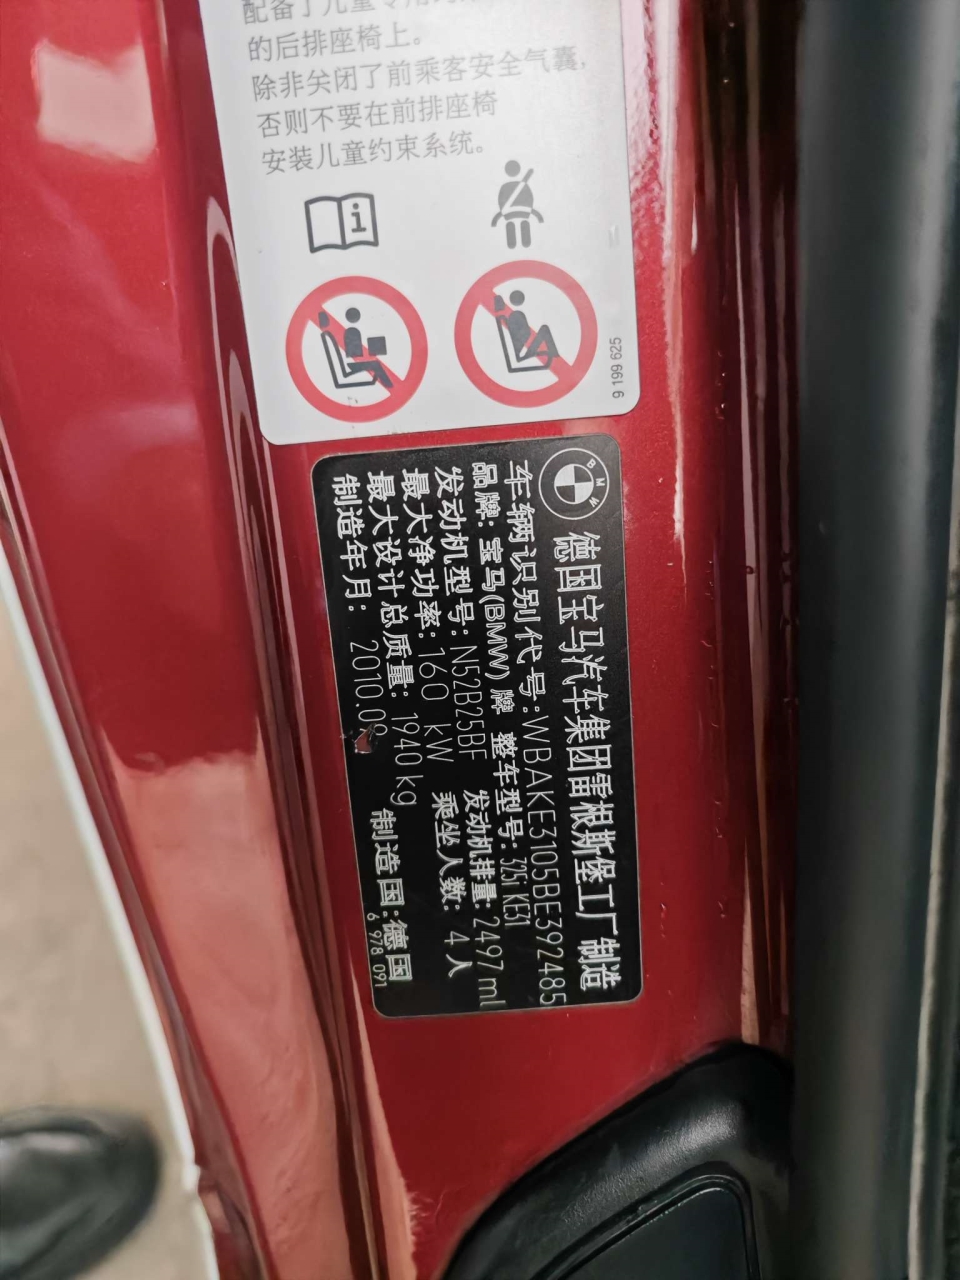 配备了儿童专用
的后排座椅上。
除非关闭了前乘客安全气囊,
否则不要在前排座椅
安装儿童约束系统。
i
9 199 625
BMW
德国宝马汽车集团雷根斯堡工厂制造
车辆识别代号:WBAKE3105BE392485
品牌:宝马(BMW)牌 整车型号:325i KE31
发动机型号:N52B25BF 发动机排量:2497ml
最大净功率:160 kW 乘坐人数: 4人
最大设计总质量:1940kg
制造年月: 2010.09 制造国:德国
6 978 091